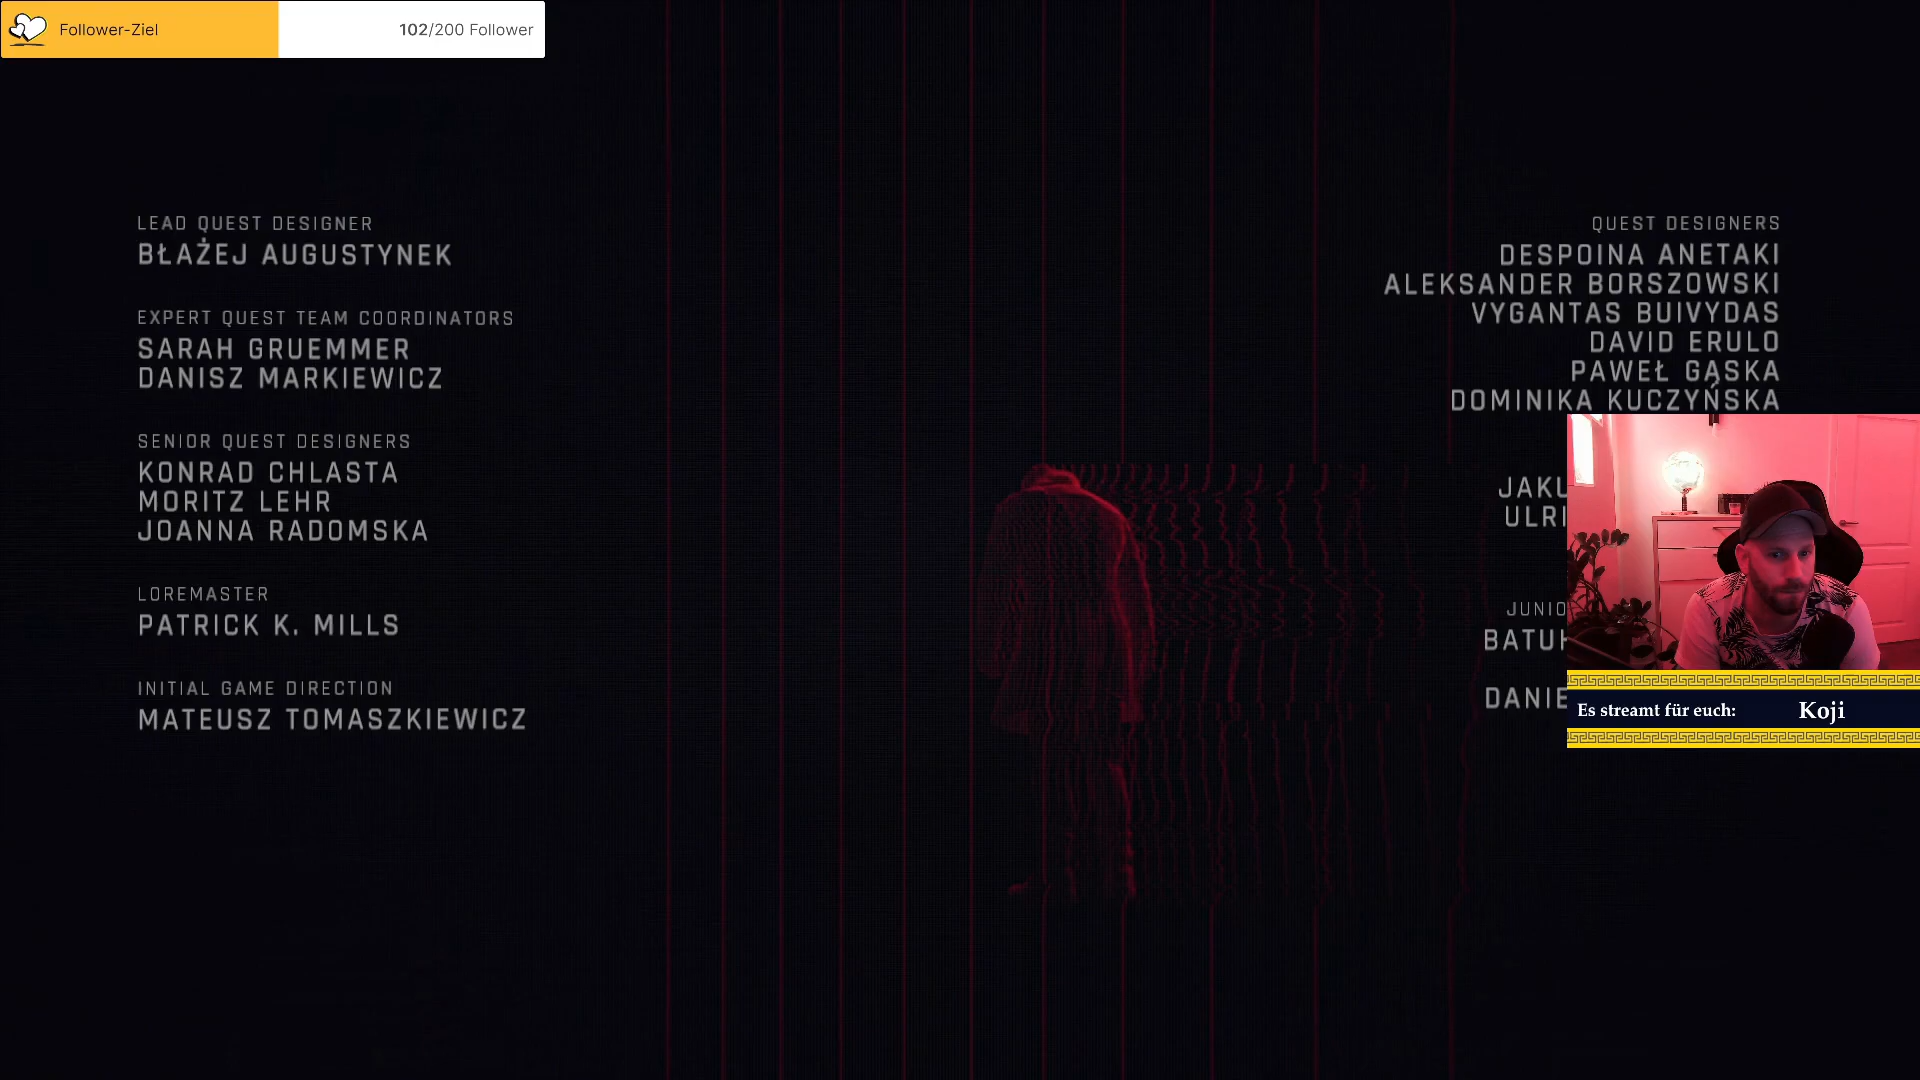 Follower-Ziel
102/200 Follower
LEAD QUEST DESIGNER
BŁAŻEJ AUGUSTYNEK
EXPERT QUEST TEAM COORDINATORS
SARAH GRUEMMER
DANISZ MARKIEWICZ
SENIOR QUEST DESIGNERS
KONRAD CHLASTA
MORITZ LEHR
JOANNA RADOMSKA
LOREMASTER
PATRICK K. MILLS
INITIAL GAME DIRECTION
MATEUSZ TOMASZKIEWICZ
QUEST DESIGNERS
DESPOINA ANETAKI
ALEKSANDER BORSZOWSKI
VYGANTAS BUIVYDAS
DAVID ERULO
PAWEŁ GĄSKA
DOMINIKA KUCZYŃSKA
Es streamt für euch: Koji